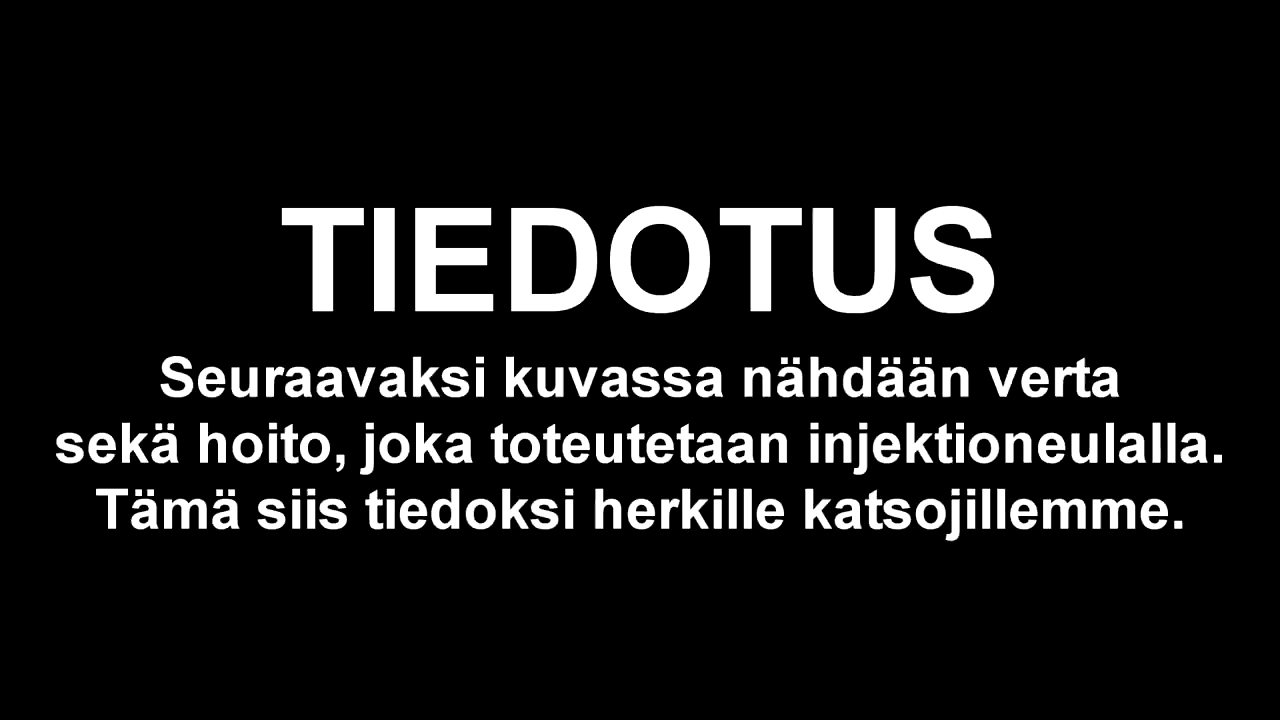 TIEDOTUS
Seuraavaksi kuvassa nähdään verta
sekä hoito, joka toteutetaan injektioneulalla.
Tämä siis tiedoksi herkille katsojillemme.